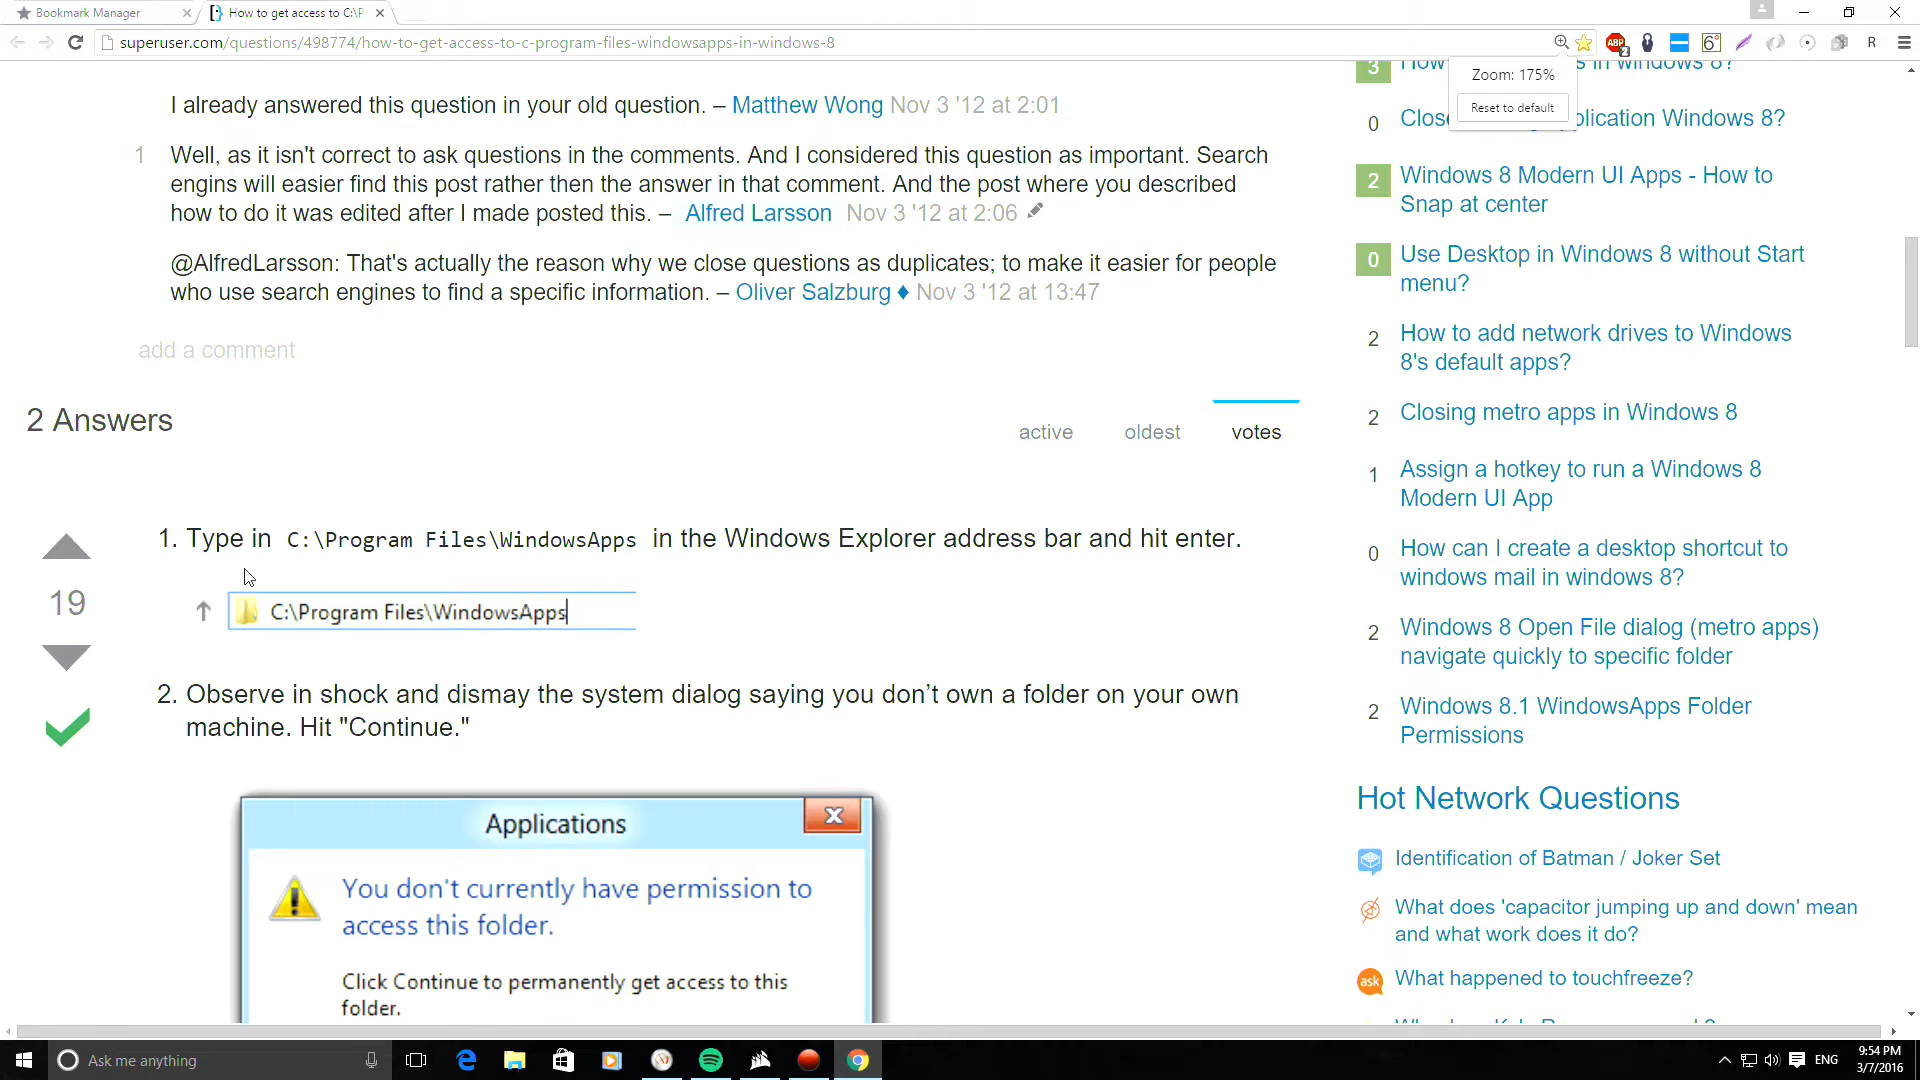 Bookmark Manager
How to get access to C:\P
superuser.com/questions/498774/how-to-get-access-to-c-program-files-windowsapps-in-windows-8
ABP
2
6°
R
Zoom: 175%
Reset to default
I already answered this question in your old question. – Matthew Wong Nov 3 '12 at 2:01
1
Well, as it isn't correct to ask questions in the comments. And I considered this question as important. Search
engins will easier find this post rather then the answer in that comment. And the post where you described
how to do it was edited after I made posted this. – Alfred Larsson Nov 3 '12 at 2:06
@AlfredLarsson: That's actually the reason why we close questions as duplicates; to make it easier for people
who use search engines to find a specific information. – Oliver Salzburg ♦ Nov 3 '12 at 13:47
add a comment
2 Answers
active
oldest
votes
19
1. Type in C:\Program Files\WindowsApps in the Windows Explorer address bar and hit enter.
C:\Program Files\WindowsApps
2. Observe in shock and dismay the system dialog saying you don’t own a folder on your own
machine. Hit "Continue."
Applications
You don't currently have permission to
access this folder.
Click Continue to permanently get access to this
folder.
3
How s in windows 8?
0
Close plication Windows 8?
2
Windows 8 Modern UI Apps - How to
Snap at center
0
Use Desktop in Windows 8 without Start
menu?
2
How to add network drives to Windows
8's default apps?
2
Closing metro apps in Windows 8
1
Assign a hotkey to run a Windows 8
Modern UI App
0
How can I create a desktop shortcut to
windows mail in windows 8?
2
Windows 8 Open File dialog (metro apps)
navigate quickly to specific folder
2
Windows 8.1 WindowsApps Folder
Permissions
Hot Network Questions
Identification of Batman / Joker Set
What does 'capacitor jumping up and down' mean
and what work does it do?
ask
What happened to touchfreeze?
Ask me anything
ENG
9:54 PM
3/7/2016